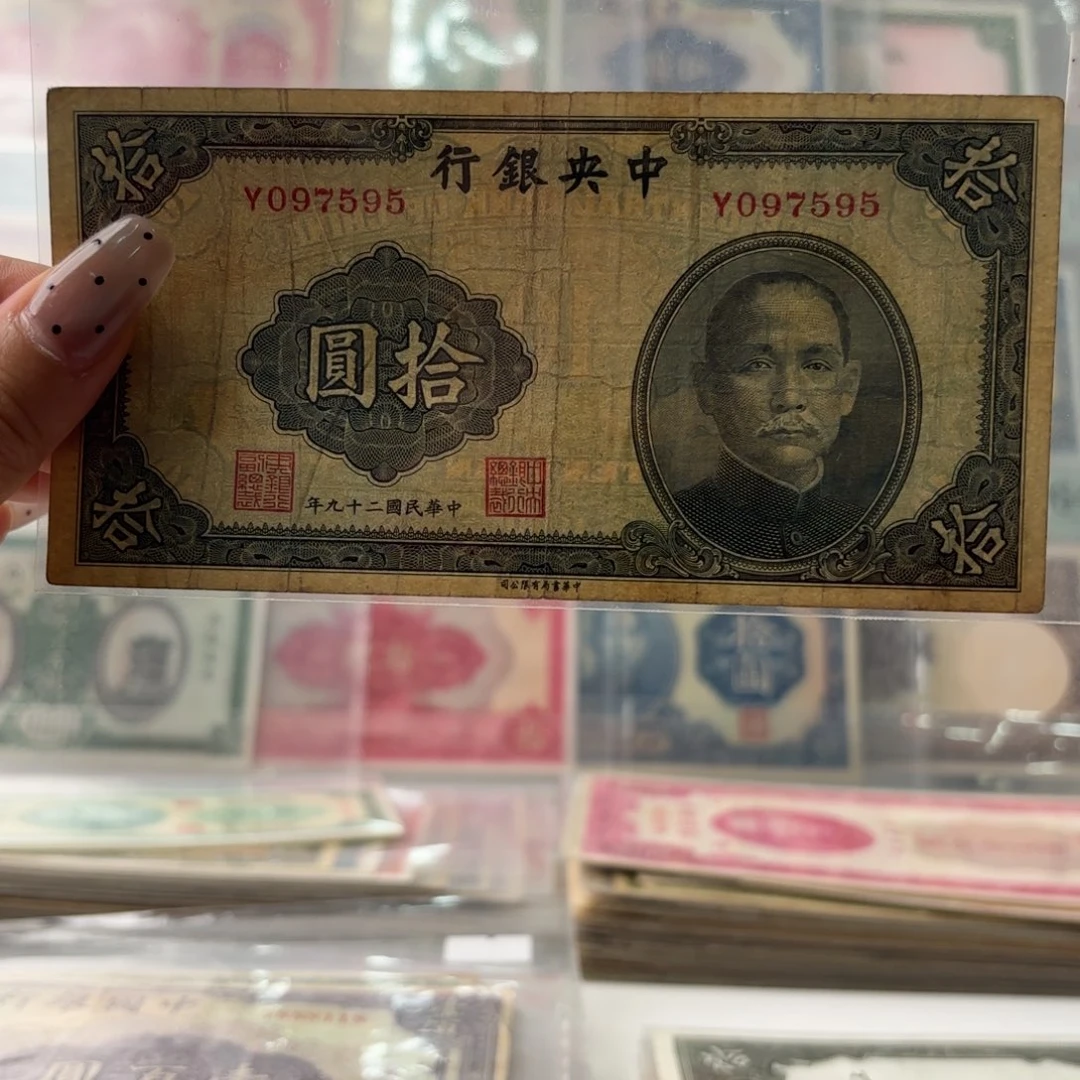 中央銀行
Y097595 Y097595
拾 拾
拾圓
中華民國二十九年
拾 拾
中華書局有限公司